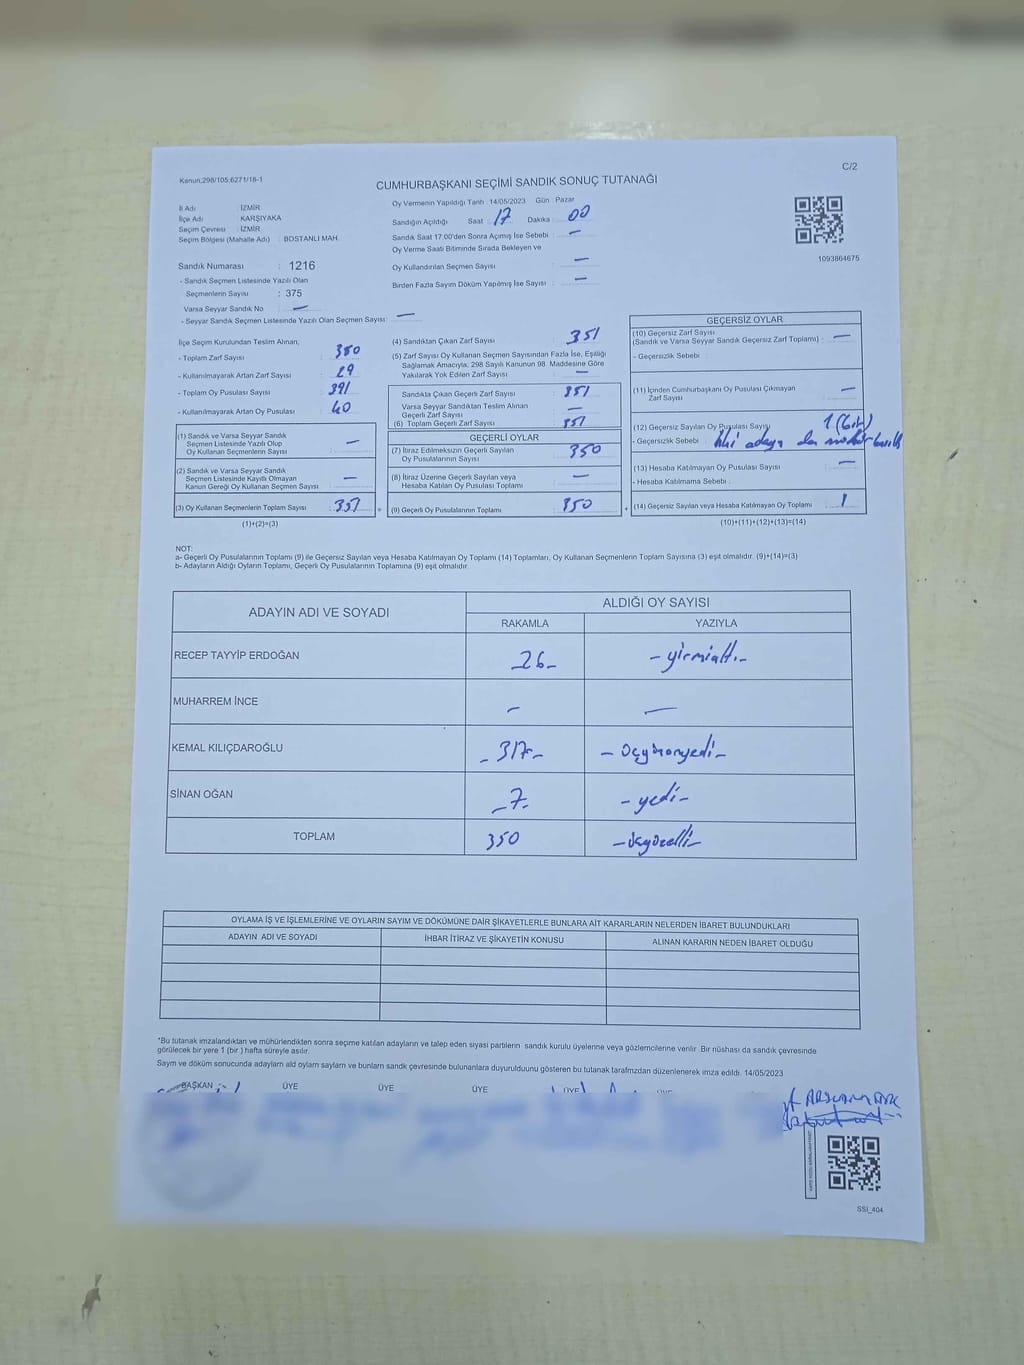 C/2
Kanun:298/105;6271/18-1
CUMHURBAŞKANI SEÇİMİ SANDIK SONUÇ TUTANAĞI
İl Adı : İZMİR
İlçe Adı : KARŞIYAKA
Seçim Çevresi : İZMİR
Seçim Bölgesi (Mahalle Adı) : BOSTANLI MAH.
Sandık Numarası : 1216
- Sandık Seçmen Listesinde Yazılı Olan
Seçmenlerin Sayısı : 375
Varsa Seyyar Sandık No : —
- Seyyar Sandık Seçmen Listesinde Yazılı Olan Seçmen Sayısı: —
Oy Vermenin Yapıldığı Tarih : 14/05/2023 Gün : Pazar
Sandığın Açıldığı Saat : 17 Dakika : 00
Sandık Saat 17:00'den Sonra Açımış İse Sebebi : —
Oy Verme Saati Bitiminde Sırada Bekleyen ve
Oy Kullandırılan Seçmen Sayısı : —
Birden Fazla Sayım Döküm Yapılmış İse Sayısı : —
1093864675
İlçe Seçim Kurulundan Teslim Alınan;
- Toplam Zarf Sayısı : 380
- Kullanılmayarak Artan Zarf Sayısı : 29
- Toplam Oy Pusulası Sayısı : 391
- Kullanılmayarak Artan Oy Pusulası : 40
(1) Sandık ve Varsa Seyyar Sandık
Seçmen Listesinde Yazılı Olup
Oy Kullanan Seçmenlerin Sayısı : —
(2) Sandık ve Varsa Seyyar Sandık
Seçmen Listesinde Kayıtlı Olmayan
Kanun Gereği Oy Kullanan Seçmen Sayısı : —
(3) Oy Kullanan Seçmenlerin Toplam Sayısı :
(1)+(2)=(3)
(4) Sandıktan Çıkan Zarf Sayısı : 351
(5) Zarf Sayısı Oy Kullanan Seçmen Sayısından Fazla İse, Eşitliği
Sağlamak Amacıyla; 298 Sayılı Kanunun 98. Maddesine Göre
Yakılarak Yok Edilen Zarf Sayısı : —
Sandıkta Çıkan Geçerli Zarf Sayısı : 351
Varsa Seyyar Sandıktan Teslim Alınan
Geçerli Zarf Sayısı : —
(6) Toplam Geçerli Zarf Sayısı : 351
GEÇERLİ OYLAR
(7) İtiraz Edilmeksizin Geçerli Sayılan
Oy Pusulalarının Sayısı : 350
(8) İtiraz Üzerine Geçerli Sayılan veya
Hesaba Katılan Oy Pusulası Toplamı : —
(9) Geçerli Oy Pusulalarının Toplamı : 350
GEÇERSİZ OYLAR
(10) Geçersiz Zarf Sayısı
(Sandık ve Varsa Seyyar Sandık Geçersiz Zarf Toplamı) : —
- Geçersizlik Sebebi :
(11) İçinden Cumhurbaşkanı Oy Pusulası Çıkmayan
Zarf Sayısı : —
(12) Geçersiz Sayılan Oy Pusulası Sayısı : 1 (bir)
- Geçersizlik Sebebi : İki adaya da mühür
(13) Hesaba Katılmayan Oy Pusulası Sayısı : —
- Hesaba Katılmama Sebebi :
(14) Geçersiz Sayılan veya Hesaba Katılmayan Oy Toplamı : 1
(10)+(11)+(12)+(13)=(14)
NOT:
a- Geçerli Oy Pusulalarının Toplamı (9) ile Geçersiz Sayılan veya Hesaba Katılmayan Oy Toplamı (14) Toplamları, Oy Kullanan Seçmenlerin Toplam Sayısına (3) eşit olmalıdır. (9)+(14)=(3)
b- Adayların Aldığı Oyların Toplamı, Geçerli Oy Pusulalarının Toplamına (9) eşit olmalıdır.
ADAYIN ADI VE SOYADI ALDIĞI OY SAYISI
RAKAMLA YAZIYLA
RECEP TAYYİP ERDOĞAN 26- -yirmialtı-
MUHARREM İNCE — —
KEMAL KILIÇDAROĞLU -317- -üçyüzonyedi-
SİNAN OĞAN -7- -yedi-
TOPLAM 350 -üçyüzelli-
OYLAMA İŞ VE İŞLEMLERİNE VE OYLARIN SAYIM VE DÖKÜMÜNE DAİR ŞİKAYETLERLE BUNLARA AİT KARARLARIN NELERDEN İBARET BULUNDUKLARI
ADAYIN ADI VE SOYADI İHBAR İTİRAZ VE ŞİKAYETİN KONUSU ALINAN KARARIN NEDEN İBARET OLDUĞU
*Bu tutanak imzalandıktan ve mühürlendikten sonra seçime katılan adayların ve talep eden siyasi partilerin sandık kurulu üyelerine veya gözlemcilerine verilir. Bir nüshası da sandık çevresinde
görülecek bir yere 1 (bir ) hafta süreyle asılır.
Sayım ve döküm sonucunda adayların aldığı oyların sayıların ve bunların sandık çevresinde bulunanlara duyurulduğunu gösteren bu tutanak tarafımızdan düzenlenerek imza edildi. 14/05/2023
BAŞKAN ÜYE ÜYE ÜYE ÜYE ÜYE
SSI_404